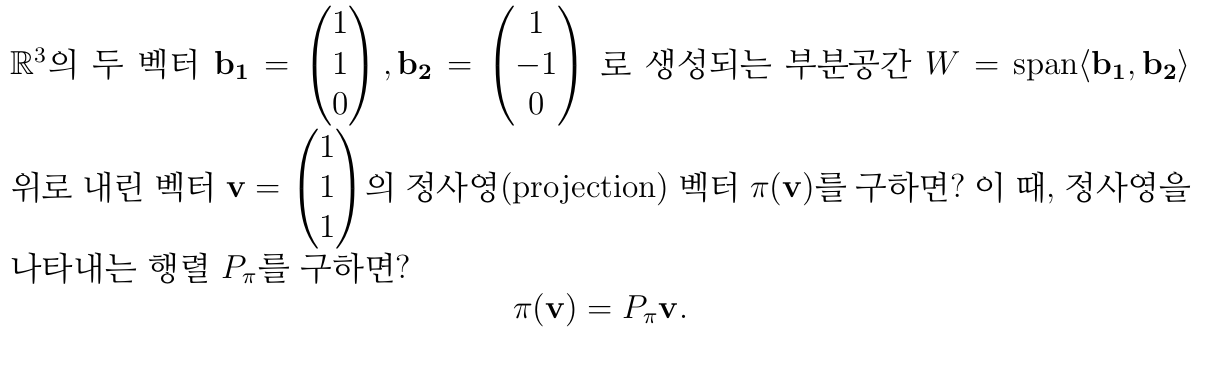 ℝ³의 두 벡터 b₁ = (1 1 0), b₂ = (1 −1 0) 로 생성되는 부분공간 W = span⟨b₁, b₂⟩
위로 내린 벡터 v = (1 1 1)의 정사영(projection) 벡터 π(v)를 구하면? 이 때, 정사영을
나타내는 행렬 P_π를 구하면?
π(v) = P_πv.